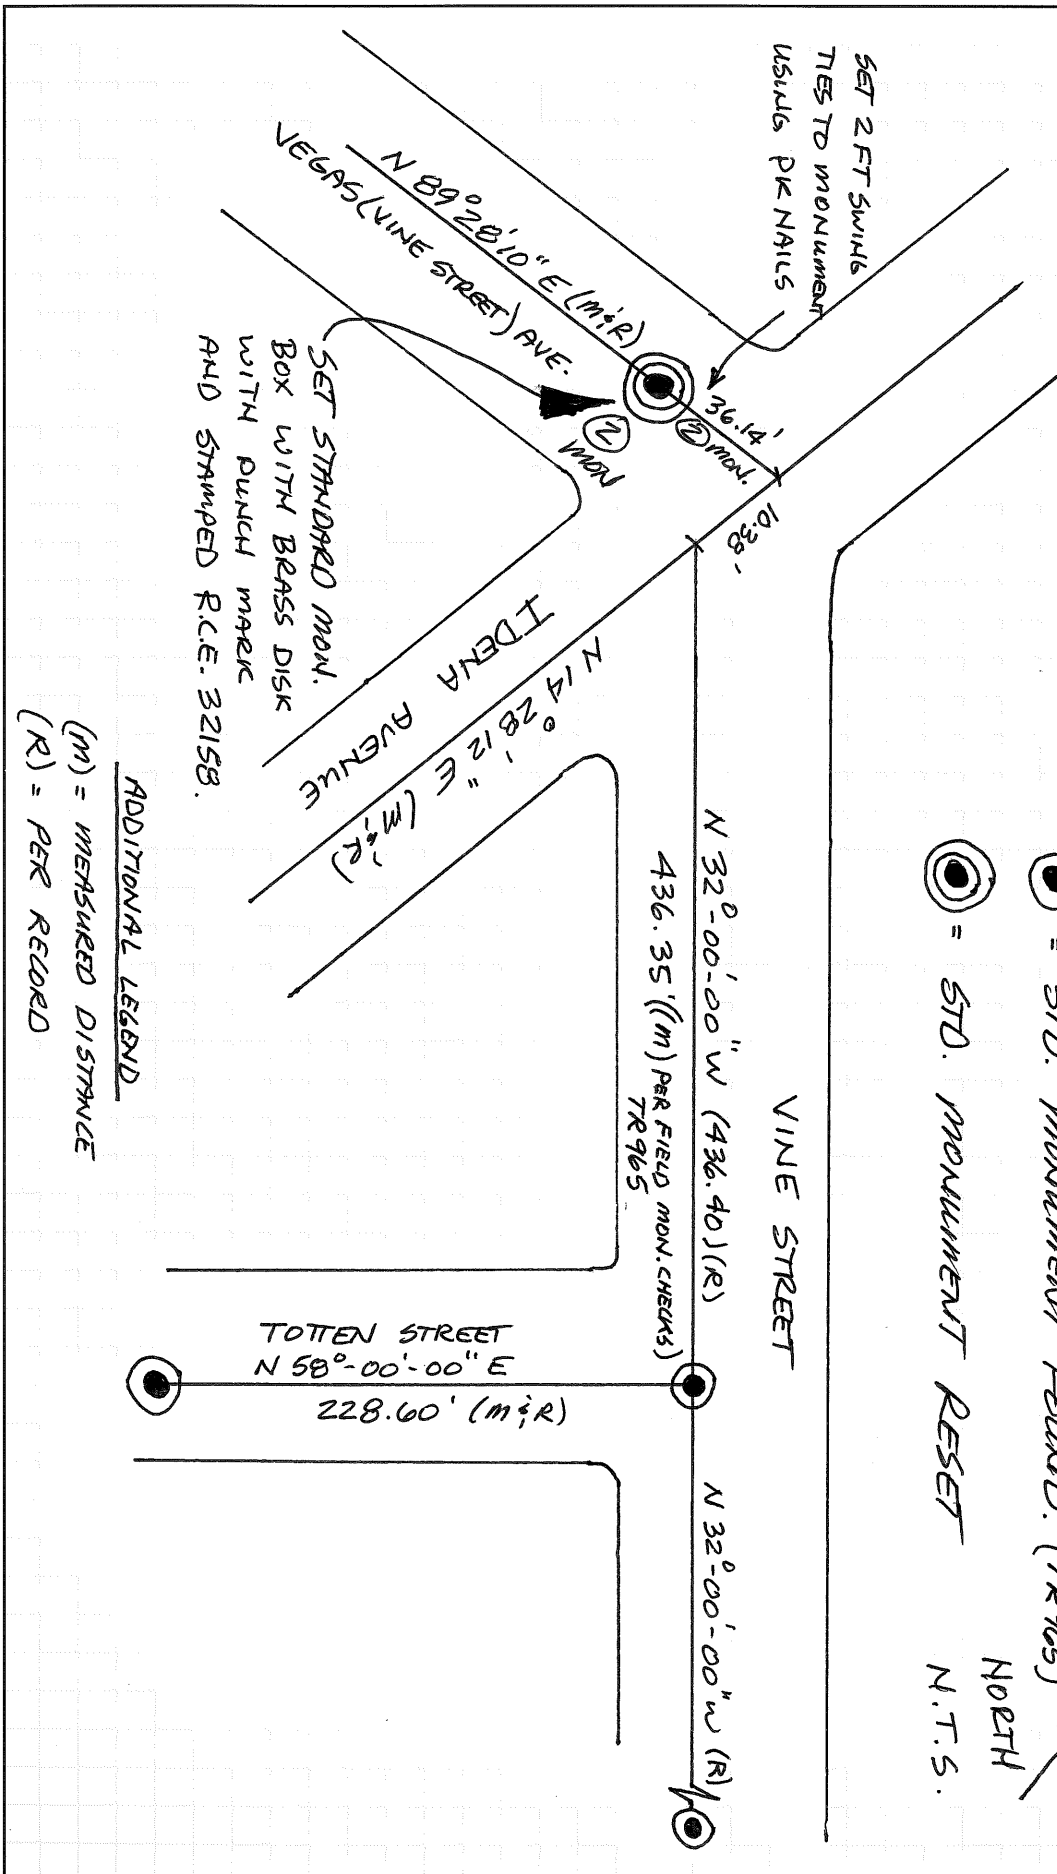 = STD. MONUMENT FOUND. (TR965)
= STD. MONUMENT RESET
NORTH
N.T.S.
SET 2 FT SWING
TIES TO MONUMENT
USING PK NAILS
N 89°28'10" E (M&R)
VEGAS (VINE STREET) AVE.
36.14'
② MON.
② MON
10.38'
SET STANDARD MON.
BOX WITH BRASS DISK
WITH PUNCH MARK
AND STAMPED R.C.E. 32158.
IDENA AVENUE
N 14° 28' 12" E (M&R)
VINE STREET
N 32°-00'-00" W (436.40)(R)
436.35' ((M) PER FIELD MON. CHECKS)
TR965
N 32°-00'-00" W (R)
TOTTEN STREET
N 58°-00'-00" E
228.60' (M&R)
ADDITIONAL LEGEND
(M) = MEASURED DISTANCE
(R) = PER RECORD